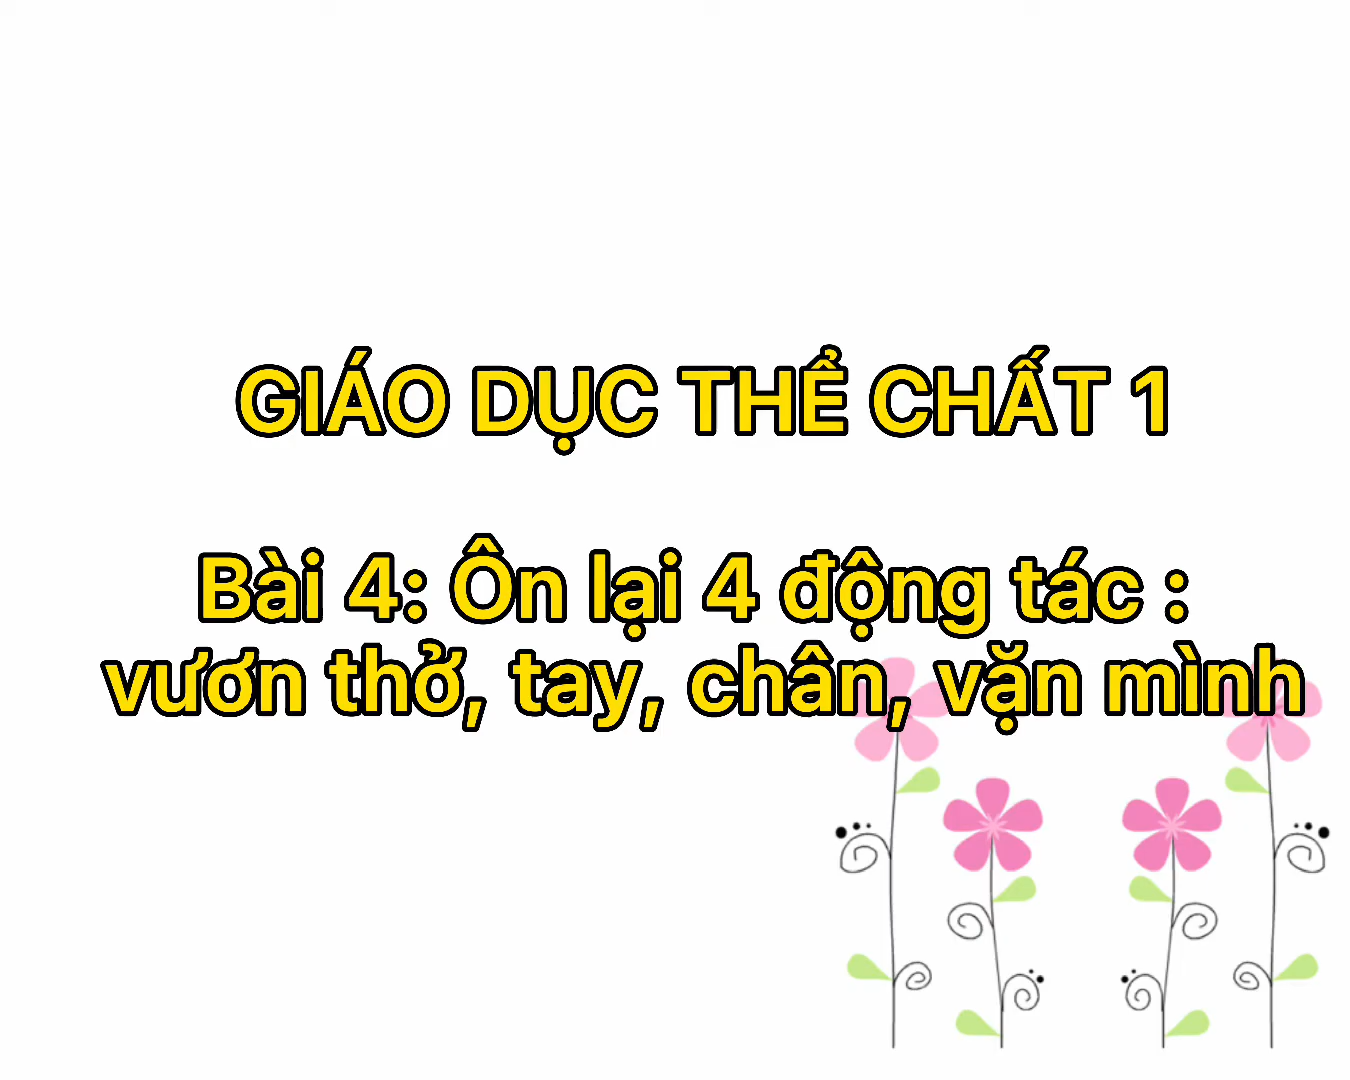 GIÁO DỤC THỂ CHẤT 1
Bài 4: Ôn lại 4 động tác :
vươn thở, tay, chân, vặn mình